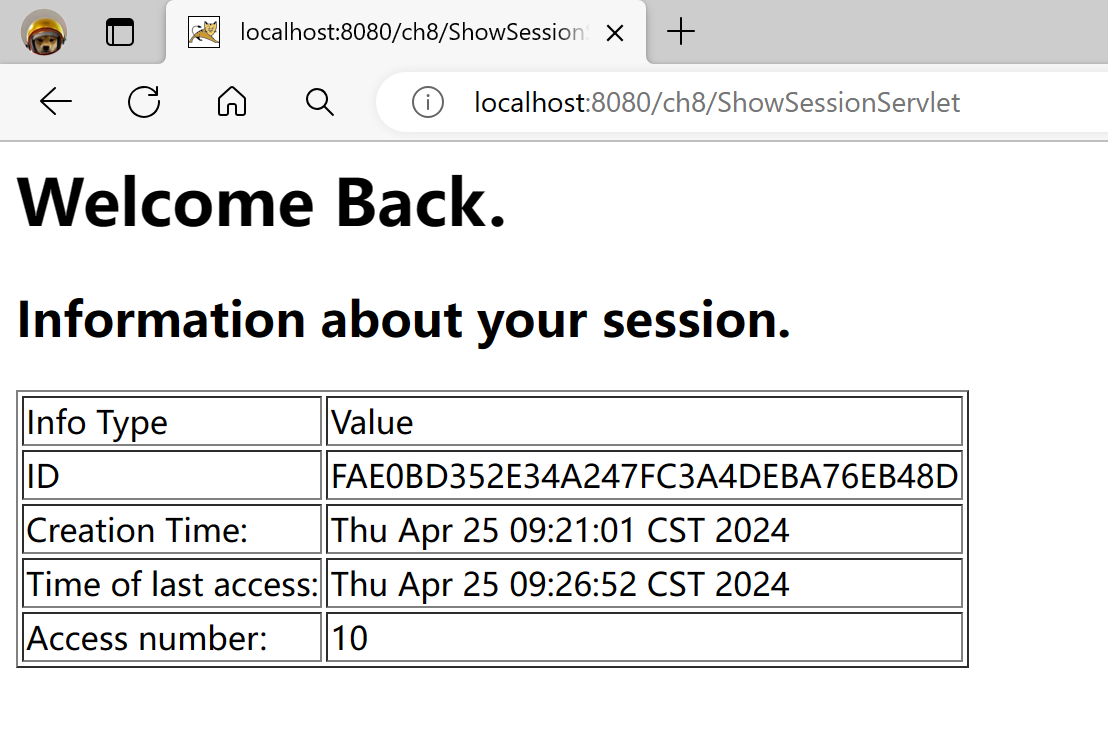 localhost:8080/ch8/ShowSession
localhost:8080/ch8/ShowSessionServlet
Welcome Back.
Information about your session.
Info Type Value
ID FAE0BD352E34A247FC3A4DEBA76EB48D
Creation Time: Thu Apr 25 09:21:01 CST 2024
Time of last access: Thu Apr 25 09:26:52 CST 2024
Access number: 10